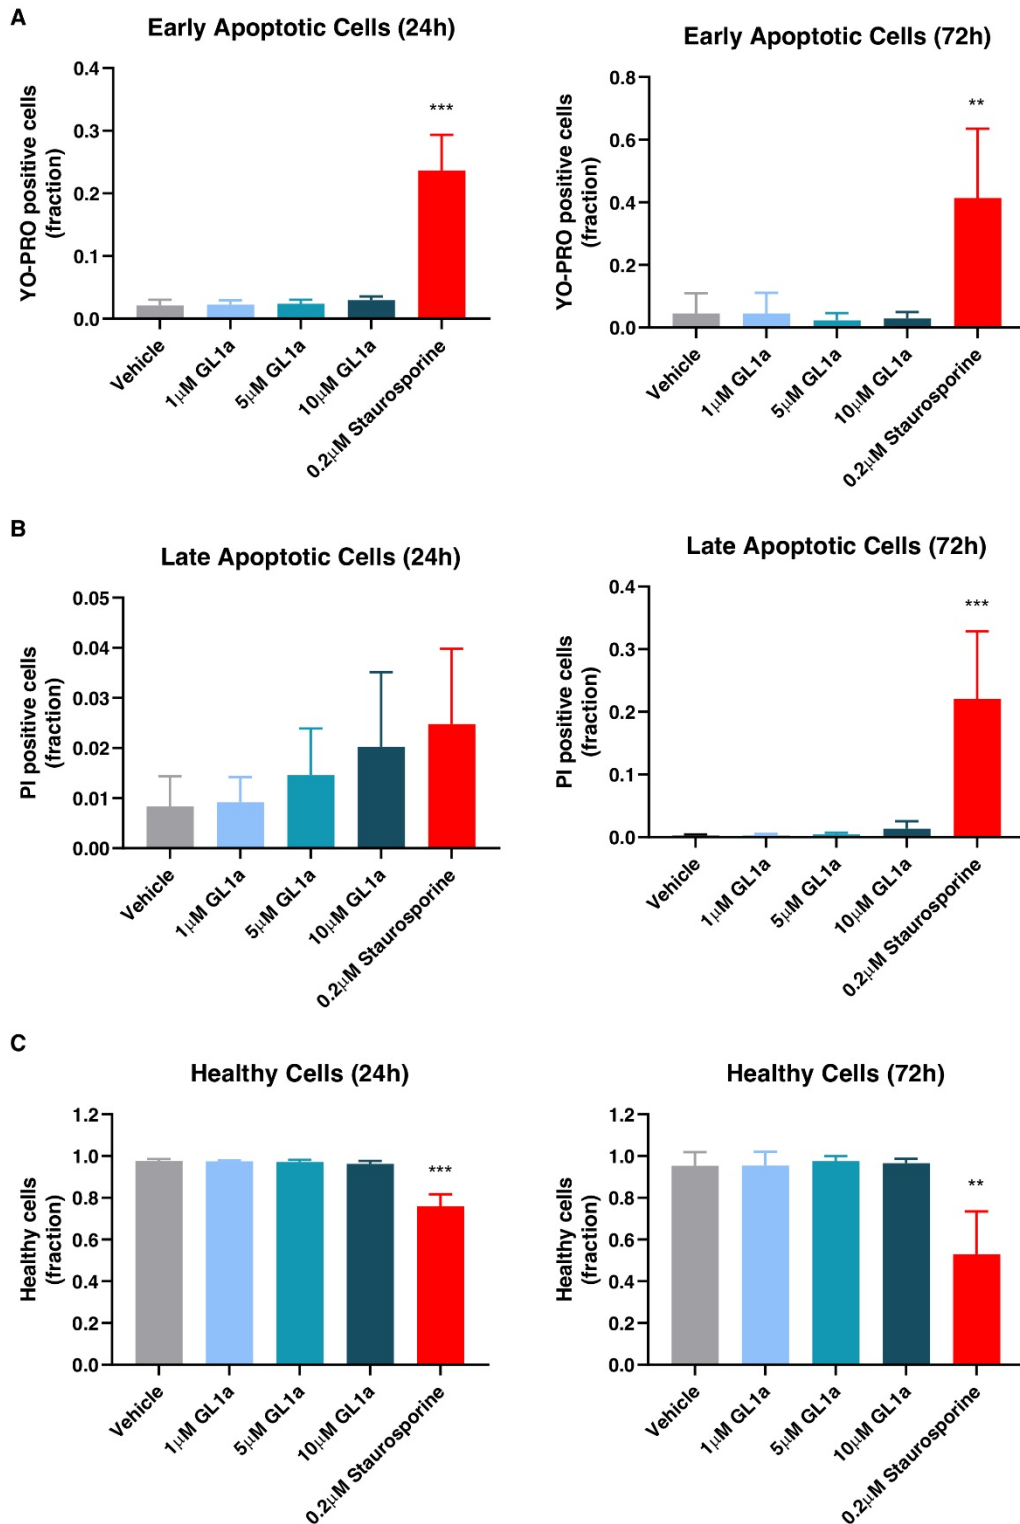 A
Early Apoptotic Cells (24h)
YO-PRO positive cells
(fraction)
0.4
0.3
0.2
0.1
0.0
***
Vehicle
1μM GL1a
5μM GL1a
10μM GL1a
0.2μM Staurosporine
Early Apoptotic Cells (72h)
YO-PRO positive cells
(fraction)
0.8
0.6
0.4
0.2
0.0
**
Vehicle
1μM GL1a
5μM GL1a
10μM GL1a
0.2μM Staurosporine
B
Late Apoptotic Cells (24h)
PI positive cells
(fraction)
0.05
0.04
0.03
0.02
0.01
0.00
Vehicle
1μM GL1a
5μM GL1a
10μM GL1a
0.2μM Staurosporine
Late Apoptotic Cells (72h)
PI positive cells
(fraction)
0.4
0.3
0.2
0.1
0.0
***
Vehicle
1μM GL1a
5μM GL1a
10μM GL1a
0.2μM Staurosporine
C
Healthy Cells (24h)
Healthy cells
(fraction)
1.2
1.0
0.8
0.6
0.4
0.2
0.0
***
Vehicle
1μM GL1a
5μM GL1a
10μM GL1a
0.2μM Staurosporine
Healthy Cells (72h)
Healthy cells
(fraction)
1.2
1.0
0.8
0.6
0.4
0.2
0.0
**
Vehicle
1μM GL1a
5μM GL1a
10μM GL1a
0.2μM Staurosporine